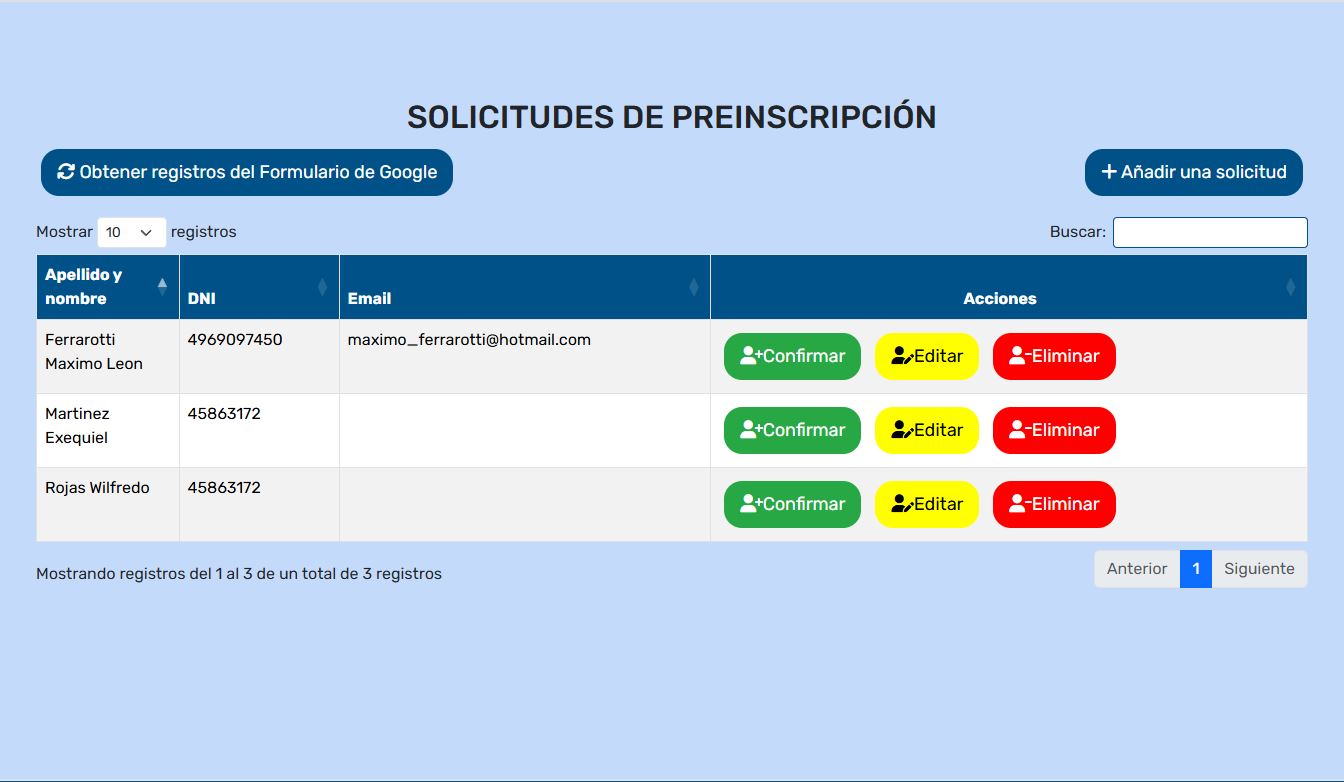 SOLICITUDES DE PREINSCRIPCIÓN
Obtener registros del Formulario de Google
Añadir una solicitud
Mostrar 10 registros
Buscar:
Apellido y
nombre
DNI
Email
Acciones
Ferrarotti
Maximo Leon
4969097450
maximo_ferrarotti@hotmail.com
Confirmar
Editar
Eliminar
Martinez
Exequiel
45863172
Confirmar
Editar
Eliminar
Rojas Wilfredo
45863172
Confirmar
Editar
Eliminar
Mostrando registros del 1 al 3 de un total de 3 registros
Anterior 1 Siguiente